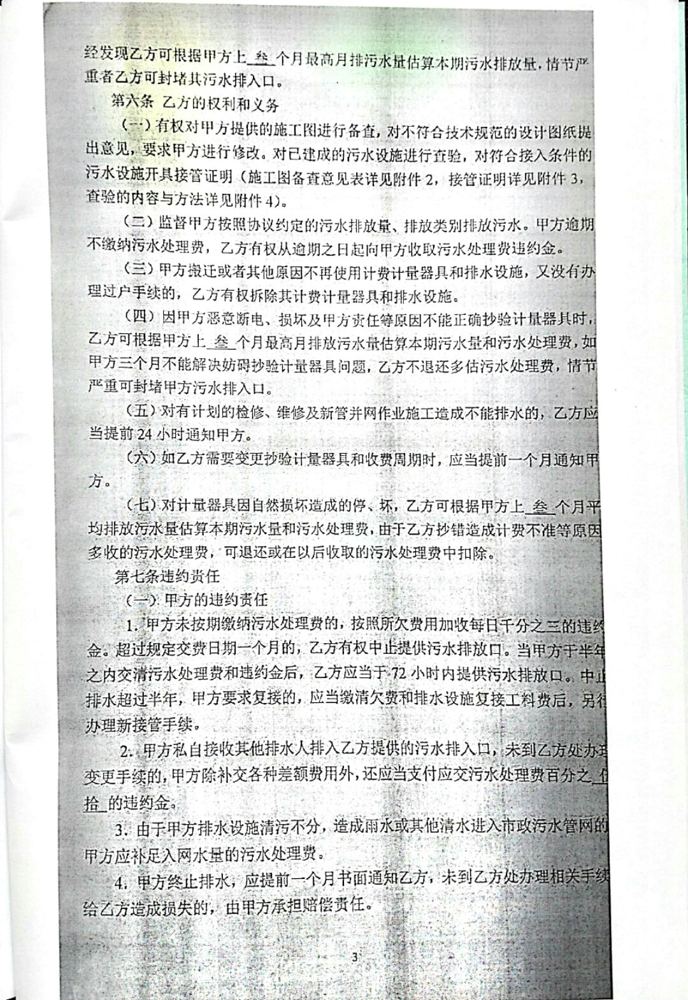 经发现乙方可根据甲方上 叁 个月最高月排污水量估算本期污水排放量，情节严
重者乙方可封堵其污水排入口。
第六条 乙方的权利和义务
（一）有权对甲方提供的施工图进行备查，对不符合技术规范的设计图纸提
出意见，要求甲方进行修改。对已建成的污水设施进行查验，对符合接入条件的
污水设施开具接管证明（施工图备查意见表详见附件 2，接管证明详见附件 3，
查验的内容与方法详见附件 4）。
（二）监督甲方按照协议约定的污水排放量、排放类别排放污水。甲方逾期
不缴纳污水处理费，乙方有权从逾期之日起向甲方收取污水处理费违约金。
（三）甲方搬迁或者其他原因不再使用计费计量器具和排水设施，又没有办
理过户手续的，乙方有权拆除其计费计量器具和排水设施。
（四）因甲方恶意断电、损坏及甲方责任等原因不能正确抄验计量器具时，
乙方可根据甲方上 叁 个月最高月排放污水量估算本期污水量和污水处理费，如
甲方三个月不能解决妨碍抄验计量器具问题，乙方不退还多估污水处理费，情节
严重可封堵甲方污水排入口。
（五）对有计划的检修、维修及新管并网作业施工造成不能排水的，乙方应
当提前 24 小时通知甲方。
（六）如乙方需要变更抄验计量器具和收费周期时，应当提前一个月通知甲
方。
（七）对计量器具因自然损坏造成的停、坏，乙方可根据甲方上 叁 个月平
均排放污水量估算本期污水量和污水处理费，由于乙方抄错造成计费不准等原因
多收的污水处理费，可退还或在以后收取的污水处理费中扣除。
第七条违约责任
（一）甲方的违约责任
1. 甲方未按期缴纳污水处理费的，按照所欠费用加收每日千分之三的违约
金。超过规定交费日期一个月的，乙方有权中止提供污水排放口。当甲方于半年
之内交清污水处理费和违约金后，乙方应当于 72 小时内提供污水排放口。中止
排水超过半年，甲方要求复接的，应当缴清欠费和排水设施复接工料费后，另行
办理新接管手续。
2. 甲方私自接收其他排水人排入乙方提供的污水排入口，未到乙方处办理
变更手续的，甲方除补交各种差额费用外，还应当支付应交污水处理费百分之 伍
拾 的违约金。
3. 由于甲方排水设施清污不分，造成雨水或其他清水进入市政污水管网的
甲方应补足入网水量的污水处理费。
4. 甲方终止排水，应提前一个月书面通知乙方，未到乙方处办理相关手续
给乙方造成损失的，由甲方承担赔偿责任。
3